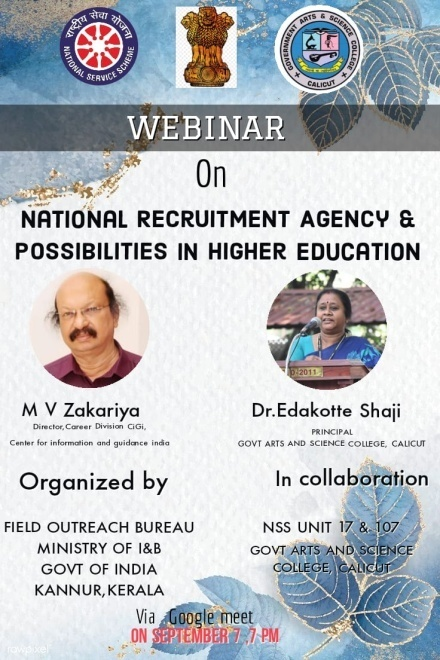 राष्ट्रीय सेवा योजना
NATIONAL SERVICE SCHEME
GOVERNMENT ARTS & SCIENCE COLLEGE
CALICUT
WEBINAR
On
NATIONAL RECRUITMENT AGENCY &
POSSIBILITIES IN HIGHER EDUCATION
D-2011
M V Zakariya
Director,Career Division CiGi,
Center for information and guidance india
Dr.Edakotte Shaji
PRINCIPAL
GOVT ARTS AND SCIENCE COLLEGE, CALICUT
Organized by
FIELD OUTREACH BUREAU
MINISTRY OF I&B
GOVT OF INDIA
KANNUR,KERALA
In collaboration
NSS UNIT 17 & 107
GOVT ARTS AND SCIENCE
COLLEGE, CALICUT
Via Google meet
ON SEPTEMBER 7 ,7 PM
rawpixel